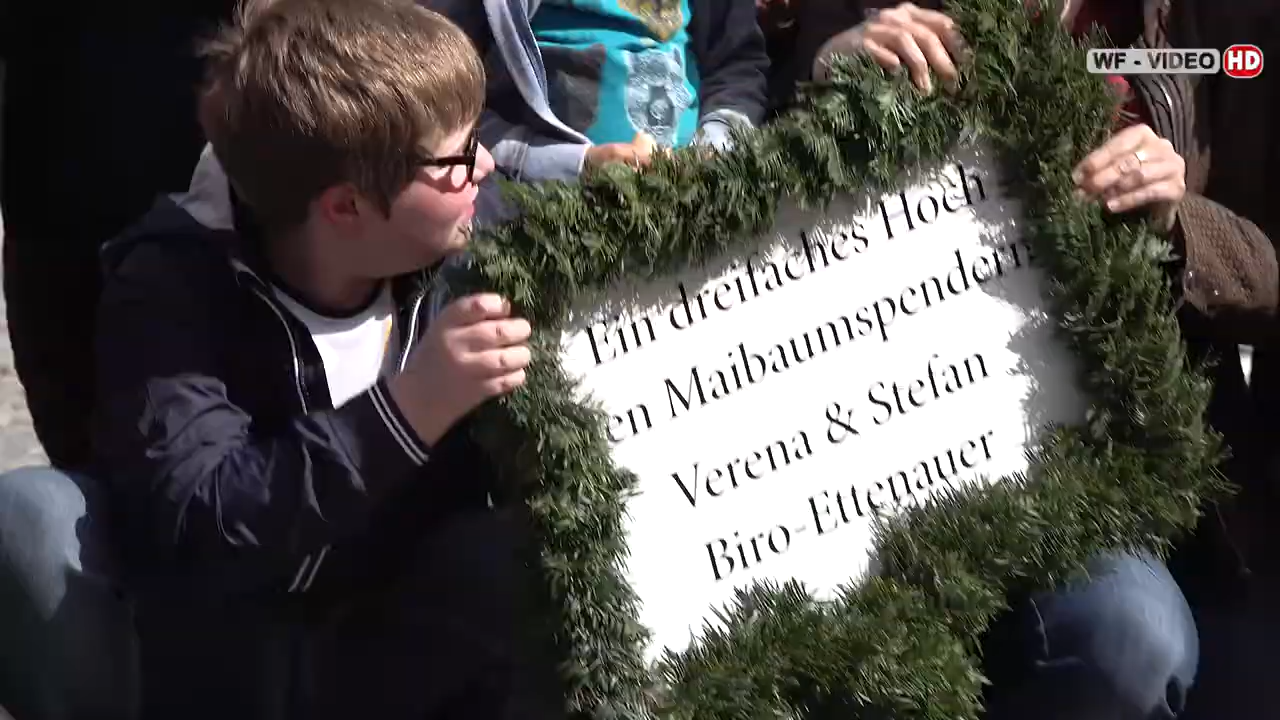 WF - VIDEO HD
Ein dreifaches Hoch
en Maibaumspendern
Verena & Stefan
Biro-Ettenauer